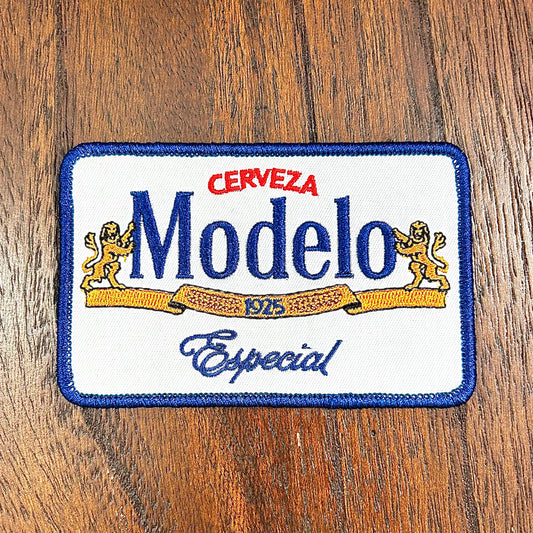 CERVEZA
Modelo
1925
Especial